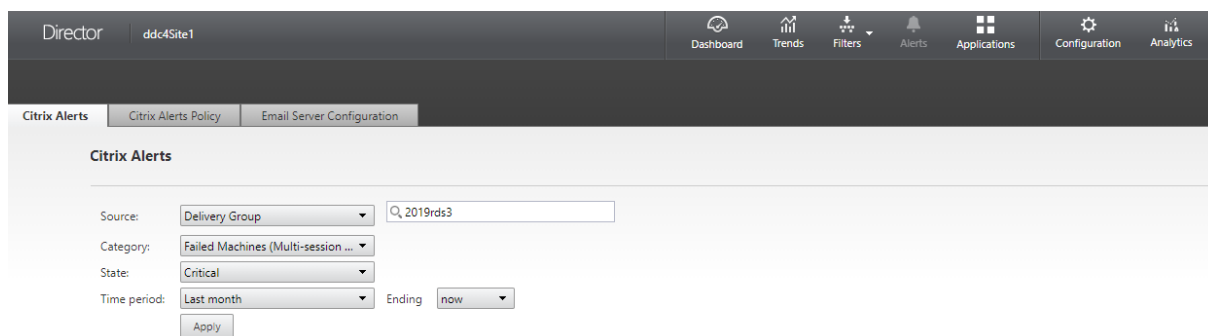 Director ddc4Site1 Dashboard Trends Filters Alerts Applications Configuration Analytics
Citrix Alerts Citrix Alerts Policy Email Server Configuration
Citrix Alerts
Source: Delivery Group 2019rds3
Category: Failed Machines (Multi-session ...
State: Critical
Time period: Last month Ending now
Apply